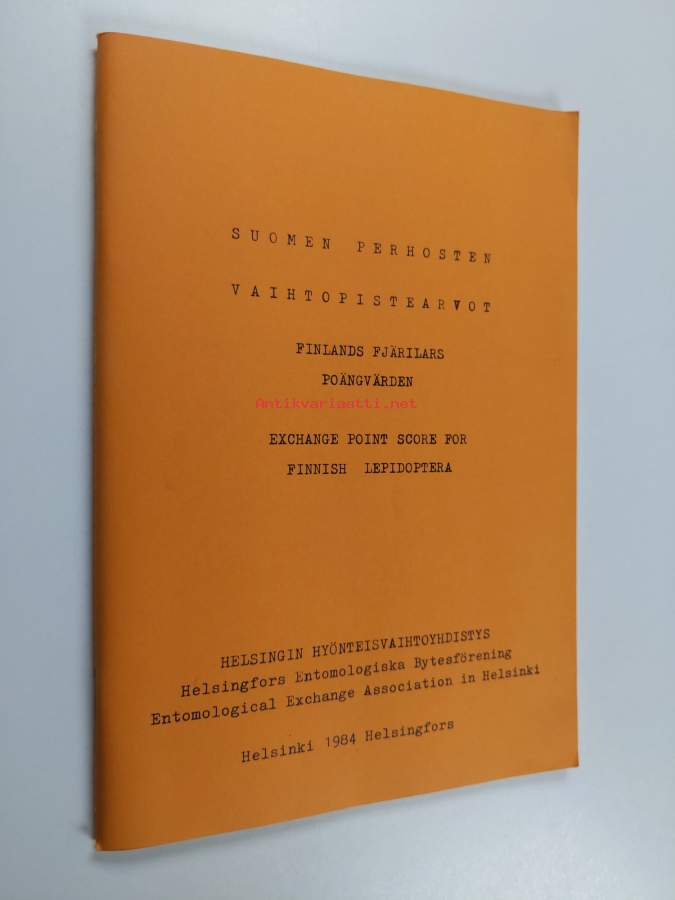 SUOMEN PERHOSTEN
VAIHTOPISTEARVOT
FINLANDS FJÄRILARS
POÄNGVÄRDEN
Antikvariaatti.net
EXCHANGE POINT SCORE FOR
FINNISH LEPIDOPTERA
HELSINGIN HYÖNTEISVAIHTOYHDISTYS
Helsingfors Entomologiska Bytesförening
Entomological Exchange Association in Helsinki
Helsinki 1984 Helsingfors